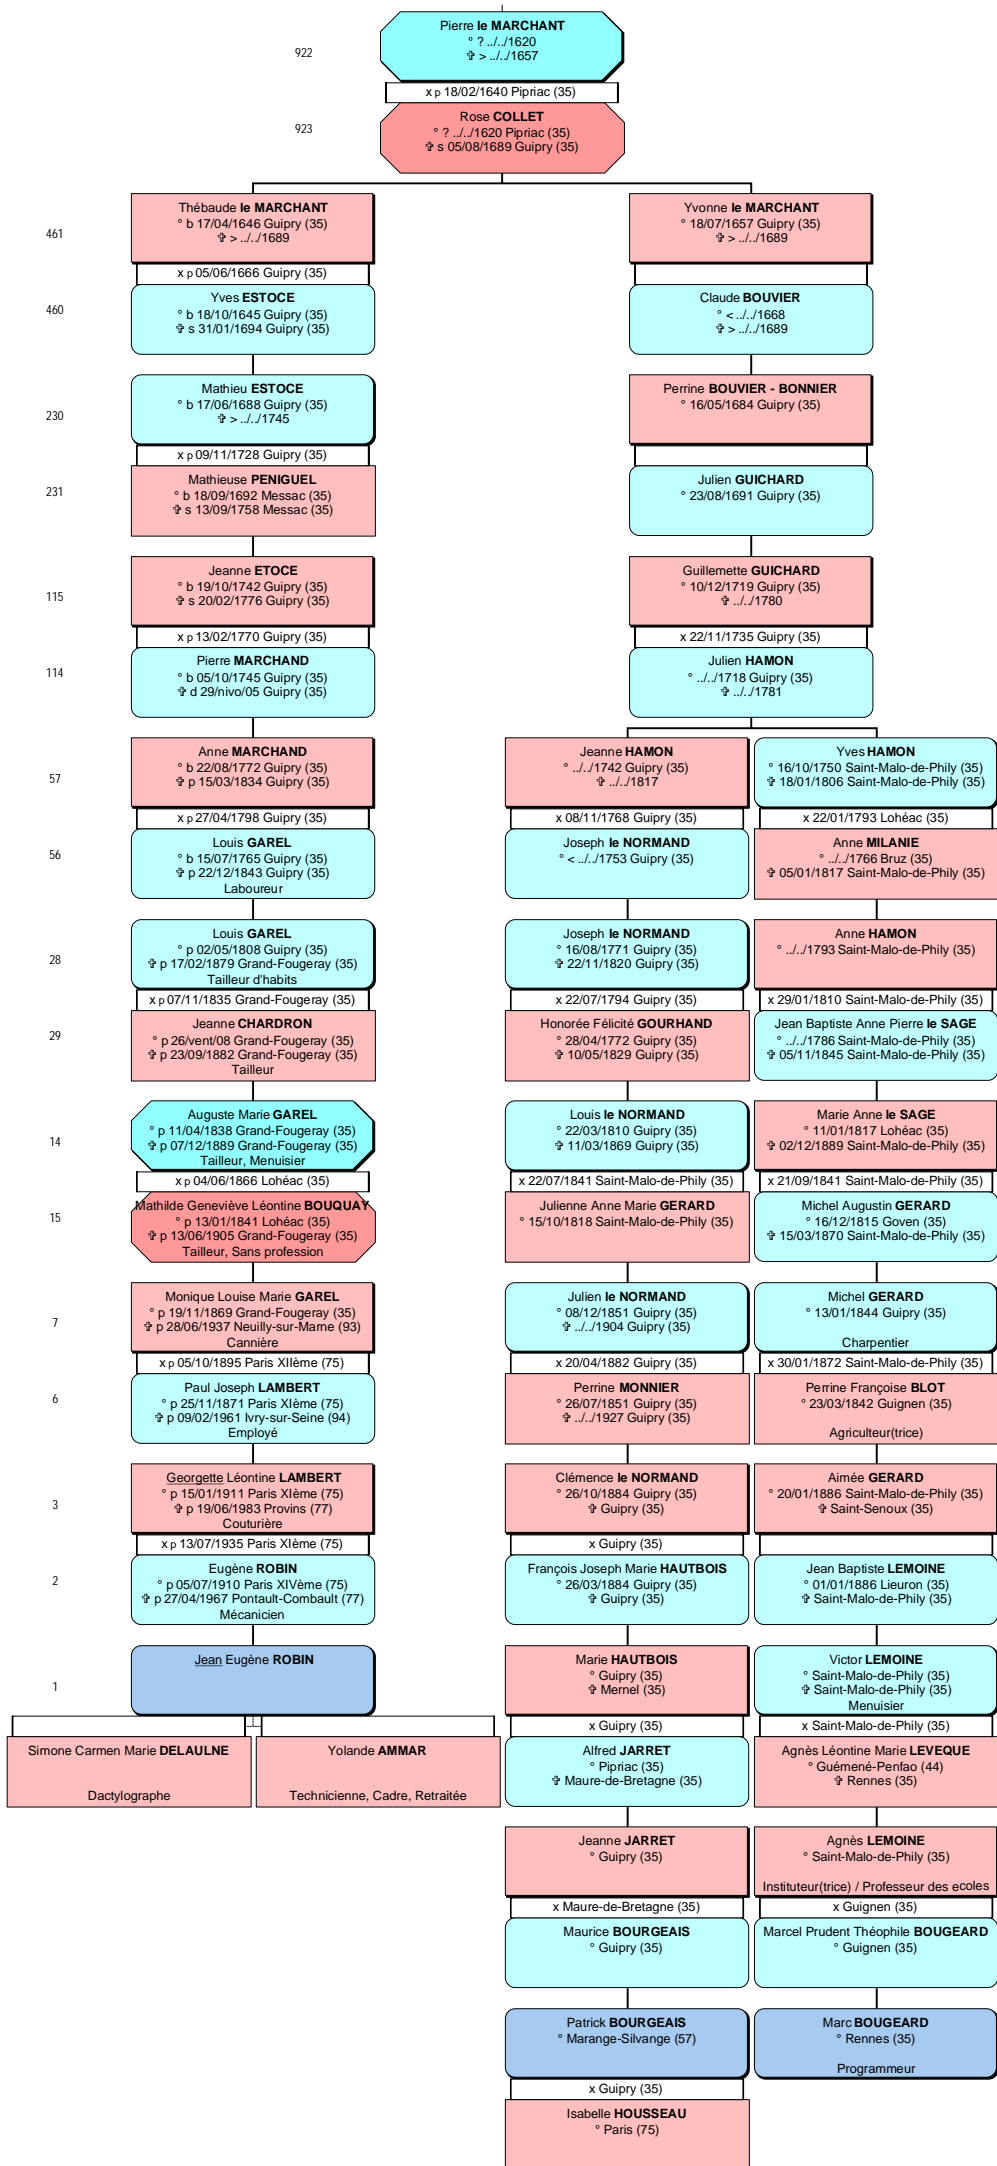 922
Pierre le MARCHANT
° ? ../../1620
✞ > ../../1657
x p 18/02/1640 Pipriac (35)
923
Rose COLLET
° ? ../../1620 Pipriac (35)
✞ s 05/08/1689 Guipry (35)
461
Thébaude le MARCHANT
° b 17/04/1646 Guipry (35)
✞ > ../../1689
x p 05/06/1666 Guipry (35)
460
Yves ESTOCE
° b 18/10/1645 Guipry (35)
✞ s 31/01/1694 Guipry (35)
Yvonne le MARCHANT
° 18/07/1657 Guipry (35)
✞ > ../../1689
Claude BOUVIER
° < ../../1668
✞ > ../../1689
230
Mathieu ESTOCE
° b 17/06/1688 Guipry (35)
✞ > ../../1745
x p 09/11/1728 Guipry (35)
231
Mathieuse PENIGUEL
° b 18/09/1692 Messac (35)
✞ s 13/09/1758 Messac (35)
Perrine BOUVIER - BONNIER
° 16/05/1684 Guipry (35)
Julien GUICHARD
° 23/08/1691 Guipry (35)
115
Jeanne ETOCE
° b 19/10/1742 Guipry (35)
✞ s 20/02/1776 Guipry (35)
x p 13/02/1770 Guipry (35)
114
Pierre MARCHAND
° b 05/10/1745 Guipry (35)
✞ d 29/nivo/05 Guipry (35)
Guillemette GUICHARD
° 10/12/1719 Guipry (35)
✞ ../../1780
x 22/11/1735 Guipry (35)
Julien HAMON
° ../../1718 Guipry (35)
✞ ../../1781
57
Anne MARCHAND
° b 22/08/1772 Guipry (35)
✞ p 15/03/1834 Guipry (35)
x p 27/04/1798 Guipry (35)
56
Louis GAREL
° b 15/07/1765 Guipry (35)
✞ p 22/12/1843 Guipry (35)
Laboureur
Jeanne HAMON
° ../../1742 Guipry (35)
✞ ../../1817
x 08/11/1768 Guipry (35)
Joseph le NORMAND
° < ../../1753 Guipry (35)
Yves HAMON
° 16/10/1750 Saint-Malo-de-Phily (35)
✞ 18/01/1806 Saint-Malo-de-Phily (35)
x 22/01/1793 Lohéac (35)
Anne MILANIE
° ../../1766 Bruz (35)
✞ 05/01/1817 Saint-Malo-de-Phily (35)
28
Louis GAREL
° p 02/05/1808 Guipry (35)
✞ p 17/02/1879 Grand-Fougeray (35)
Tailleur d'habits
x p 07/11/1835 Grand-Fougeray (35)
29
Jeanne CHARDRON
° p 26/vent/08 Grand-Fougeray (35)
✞ p 23/09/1882 Grand-Fougeray (35)
Tailleur
Joseph le NORMAND
° 16/08/1771 Guipry (35)
✞ 22/11/1820 Guipry (35)
x 22/07/1794 Guipry (35)
Honorée Félicité GOURHAND
° 28/04/1772 Guipry (35)
✞ 10/05/1829 Guipry (35)
Anne HAMON
° ../../1793 Saint-Malo-de-Phily (35)
x 29/01/1810 Saint-Malo-de-Phily (35)
Jean Baptiste Anne Pierre le SAGE
° ../../1786 Saint-Malo-de-Phily (35)
✞ 05/11/1845 Saint-Malo-de-Phily (35)
14
Auguste Marie GAREL
° p 11/04/1838 Grand-Fougeray (35)
✞ p 07/12/1889 Grand-Fougeray (35)
Tailleur, Menuisier
x p 04/06/1866 Lohéac (35)
15
Mathilde Geneviève Léontine BOUQUAY
° p 13/01/1841 Lohéac (35)
✞ p 13/06/1905 Grand-Fougeray (35)
Tailleur, Sans profession
Louis le NORMAND
° 22/03/1810 Guipry (35)
✞ 11/03/1869 Guipry (35)
x 22/07/1841 Saint-Malo-de-Phily (35)
Julienne Anne Marie GERARD
° 15/10/1818 Saint-Malo-de-Phily (35)
Marie Anne le SAGE
° 11/01/1817 Lohéac (35)
✞ 02/12/1889 Saint-Malo-de-Phily (35)
x 21/09/1841 Saint-Malo-de-Phily (35)
Michel Augustin GERARD
° 16/12/1815 Goven (35)
✞ 15/03/1870 Saint-Malo-de-Phily (35)
7
Monique Louise Marie GAREL
° p 19/11/1869 Grand-Fougeray (35)
✞ p 28/06/1937 Neuilly-sur-Marne (93)
Cannière
x p 05/10/1895 Paris XIIème (75)
6
Paul Joseph LAMBERT
° p 25/11/1871 Paris XIème (75)
✞ p 09/02/1961 Ivry-sur-Seine (94)
Employé
Julien le NORMAND
° 08/12/1851 Guipry (35)
✞ ../../1904 Guipry (35)
x 20/04/1882 Guipry (35)
Perrine MONNIER
° 26/07/1851 Guipry (35)
✞ ../../1927 Guipry (35)
Michel GERARD
° 13/01/1844 Guipry (35)
Charpentier
x 30/01/1872 Saint-Malo-de-Phily (35)
Perrine Françoise BLOT
° 23/03/1842 Guignen (35)
Agriculteur(trice)
3
Georgette Léontine LAMBERT
° p 15/01/1911 Paris XIème (75)
✞ p 19/06/1983 Provins (77)
Couturière
x p 13/07/1935 Paris XIème (75)
2
Eugène ROBIN
° p 05/07/1910 Paris XIVème (75)
✞ p 27/04/1967 Pontault-Combault (77)
Mécanicien
Clémence le NORMAND
° 26/10/1884 Guipry (35)
✞ Guipry (35)
x Guipry (35)
François Joseph Marie HAUTBOIS
° 26/03/1884 Guipry (35)
✞ Guipry (35)
Aimée GERARD
° 20/01/1886 Saint-Malo-de-Phily (35)
✞ Saint-Senoux (35)
Jean Baptiste LEMOINE
° 01/01/1886 Lieuron (35)
✞ Saint-Malo-de-Phily (35)
1
Jean Eugène ROBIN
Simone Carmen Marie DELAULNE
Dactylographe
Yolande AMMAR
Technicienne, Cadre, Retraitée
Marie HAUTBOIS
° Guipry (35)
✞ Mernel (35)
x Guipry (35)
Alfred JARRET
° Pipriac (35)
✞ Maure-de-Bretagne (35)
Victor LEMOINE
° Saint-Malo-de-Phily (35)
✞ Saint-Malo-de-Phily (35)
Menuisier
x Saint-Malo-de-Phily (35)
Agnès Léontine Marie LEVEQUE
° Guémené-Penfao (44)
✞ Rennes (35)
Jeanne JARRET
° Guipry (35)
x Maure-de-Bretagne (35)
Maurice BOURGEAIS
° Guipry (35)
Agnès LEMOINE
° Saint-Malo-de-Phily (35)
Instituteur(trice) / Professeur des ecoles
x Guignen (35)
Marcel Prudent Théophile BOUGEARD
° Guignen (35)
Patrick BOURGEAIS
° Marange-Silvange (57)
x Guipry (35)
Isabelle HOUSSEAU
° Paris (75)
Marc BOUGEARD
° Rennes (35)
Programmeur